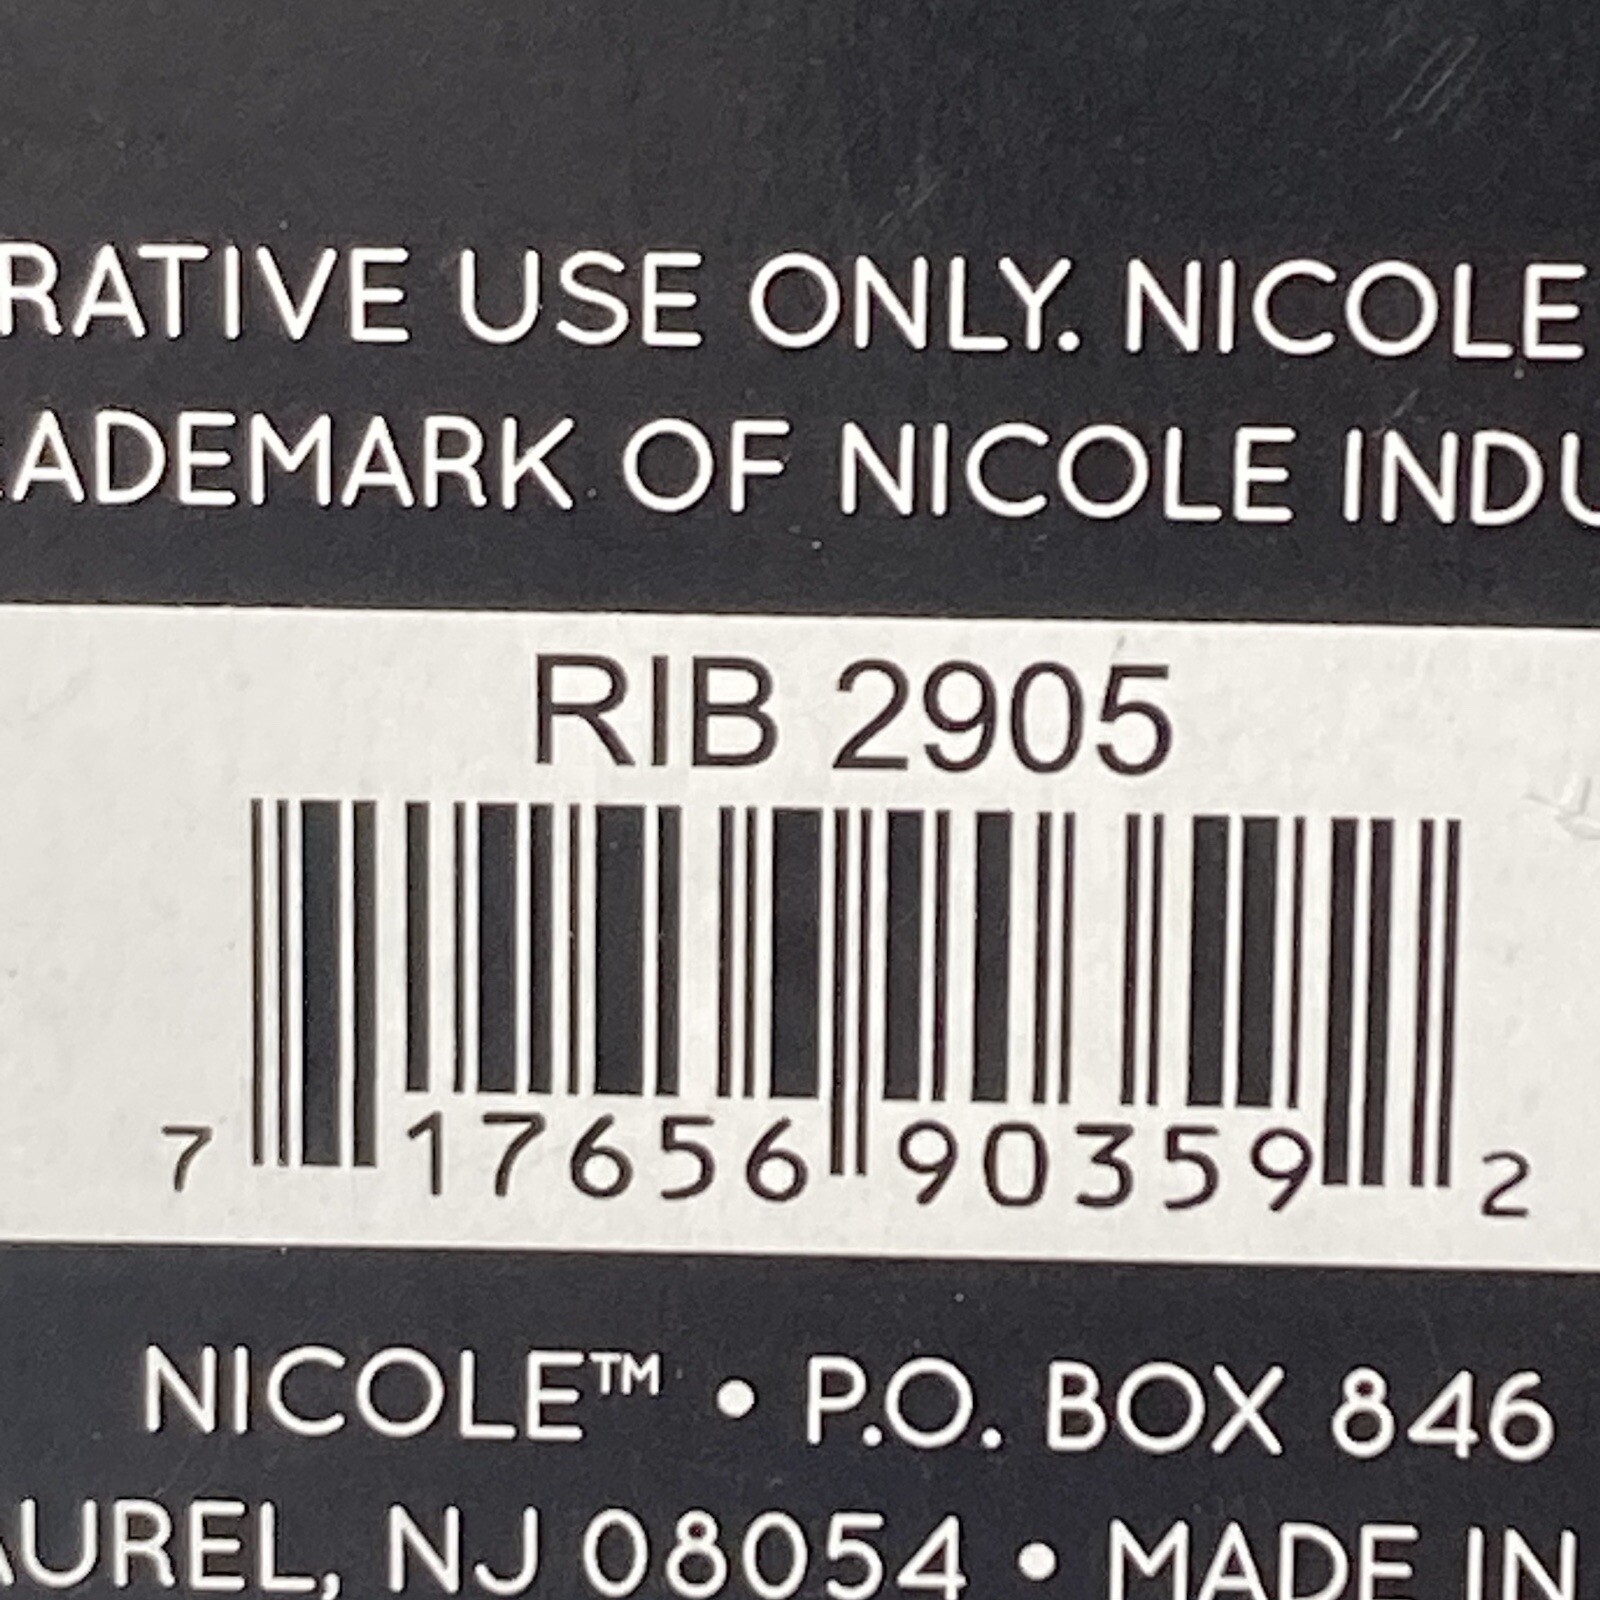 RATIVE USE ONLY. NICOLE
ADEMARK OF NICOLE INDU
RIB 2905
7 17656 90359 2
NICOLE™ • P.O. BOX 846
AUREL, NJ 08054 • MADE IN